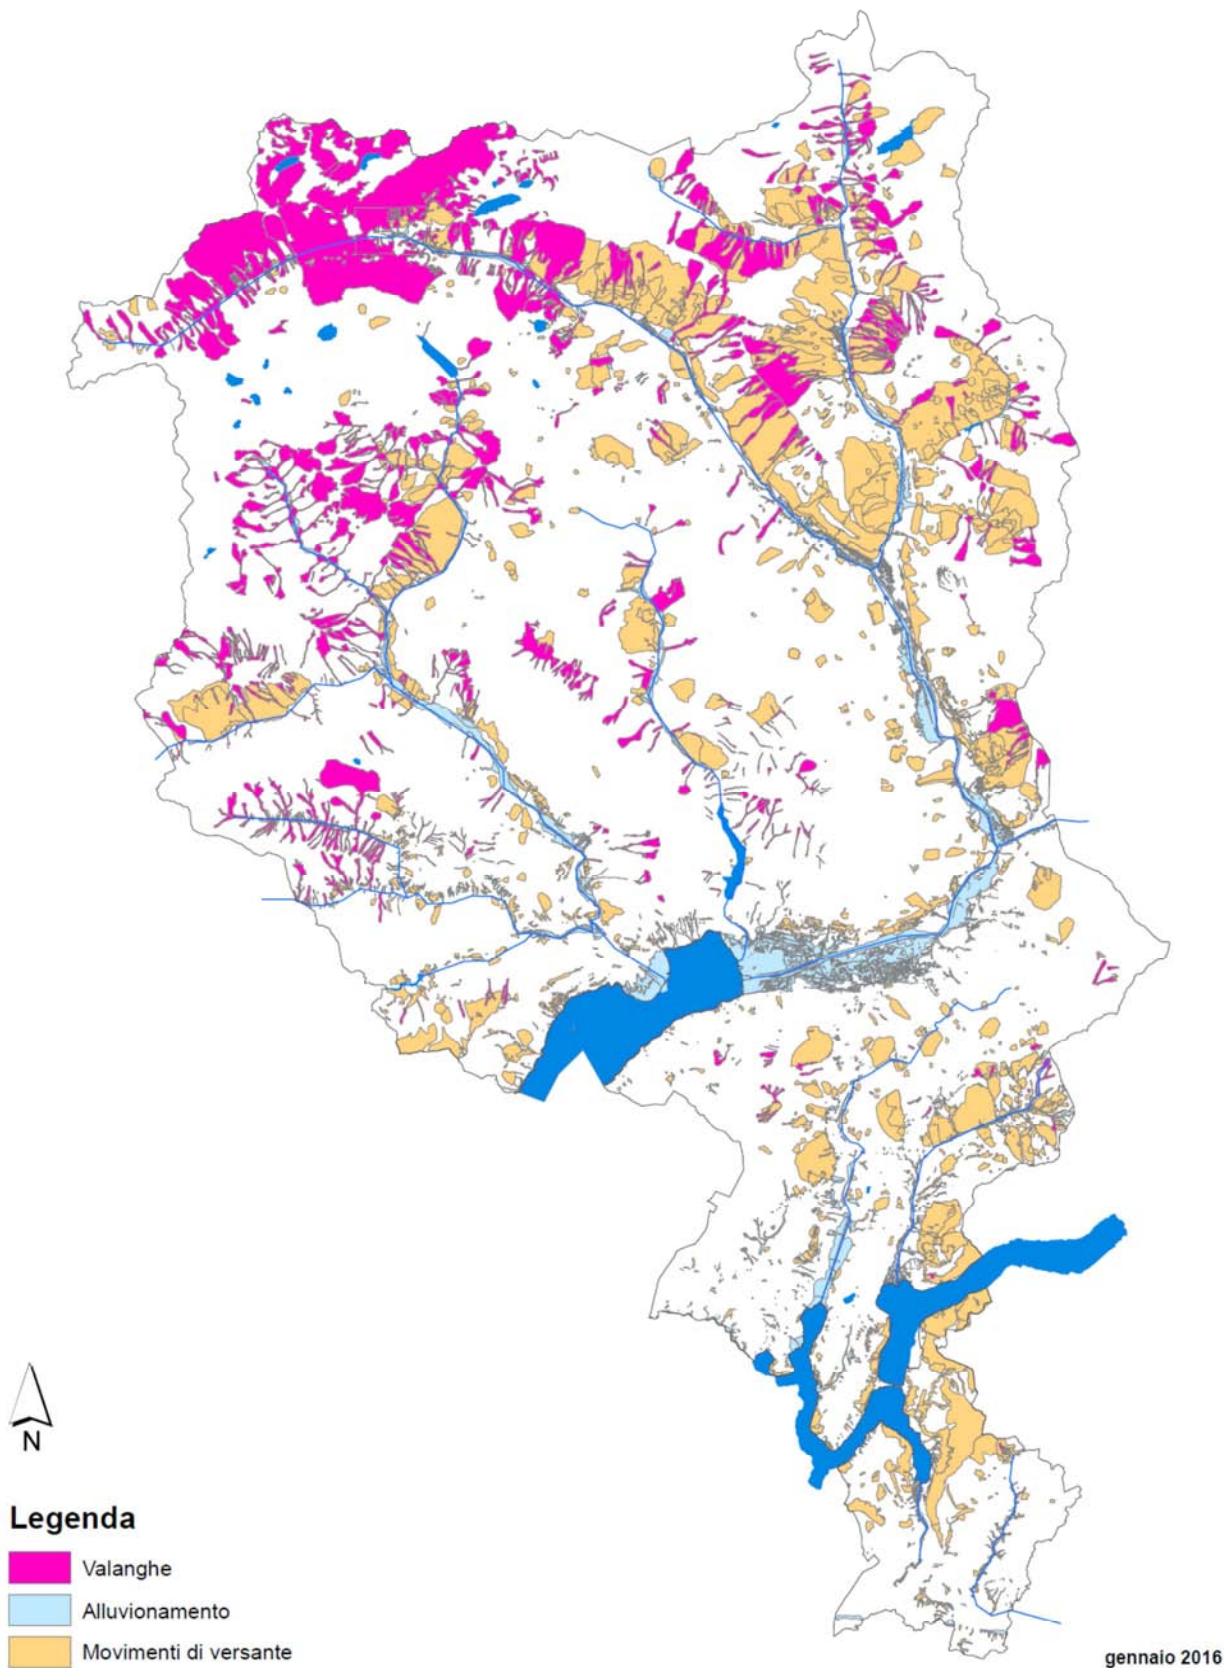 N
Legenda
Valanghe
Alluvionamento
Movimenti di versante
gennaio 2016